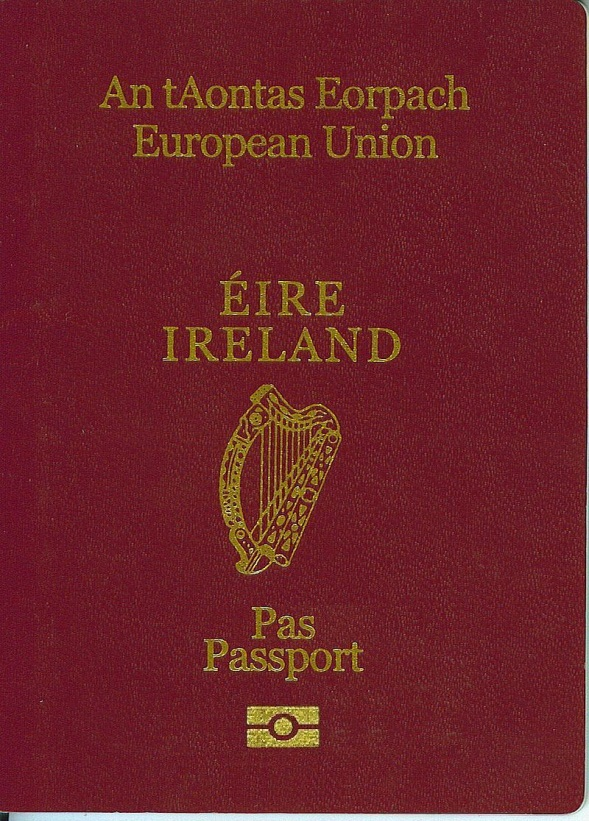 An tAontas Eorpach
European Union
ÉIRE
IRELAND
Pas
Passport